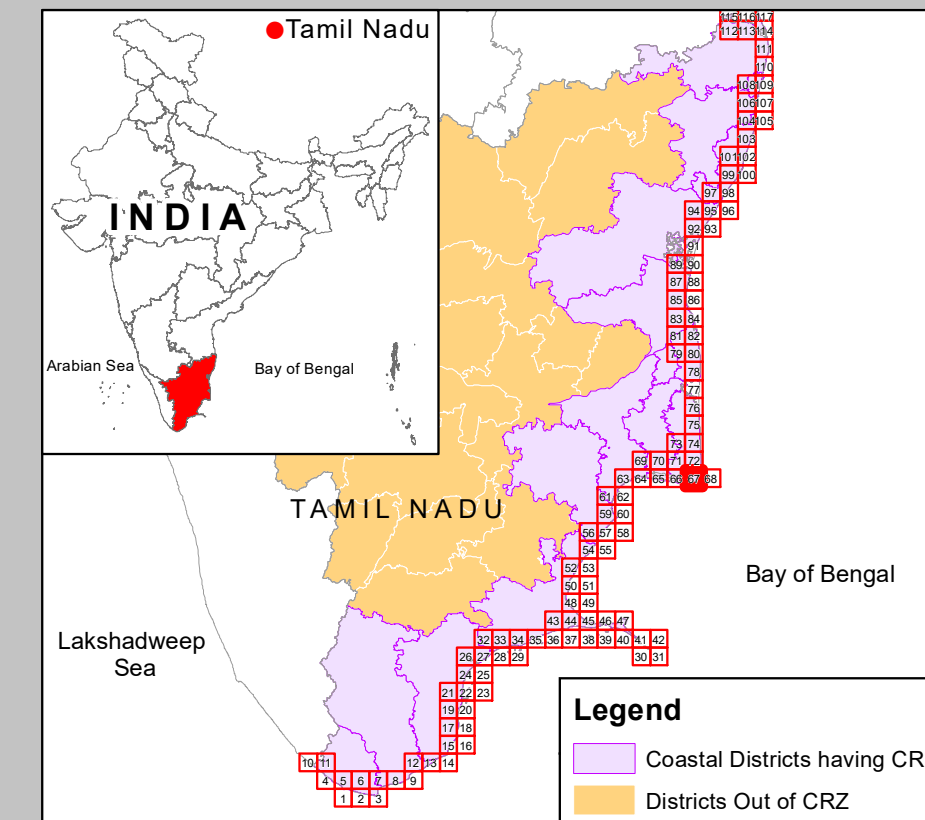 Tamil Nadu
INDIA
Arabian Sea
Bay of Bengal
115 116 117
112 113 114
111
110
108 109
106 107
104 105
103
101 102
99 100
97 98
94 95 96
92 93
91
89 90
87 88
85 86
83 84
81 82
79 80
78
77
76
75
73 74
69 70 71 72
63 64 65 66 67 68
61 62
TAMIL NADU
59 60
56 57 58
54 55
Bay of Bengal
52 53
50 51
48 49
43 44 45 46 47
Lakshadweep
Sea
32 33 34 35 36 37 38 39 40 41 42
26 27 28 29 30 31
24 25
21 22 23
19 20
17 18
15 16
10 11 12 13 14
4 5 6 7 8 9
1 2 3
Legend
Coastal Districts having CR
Districts Out of CRZ